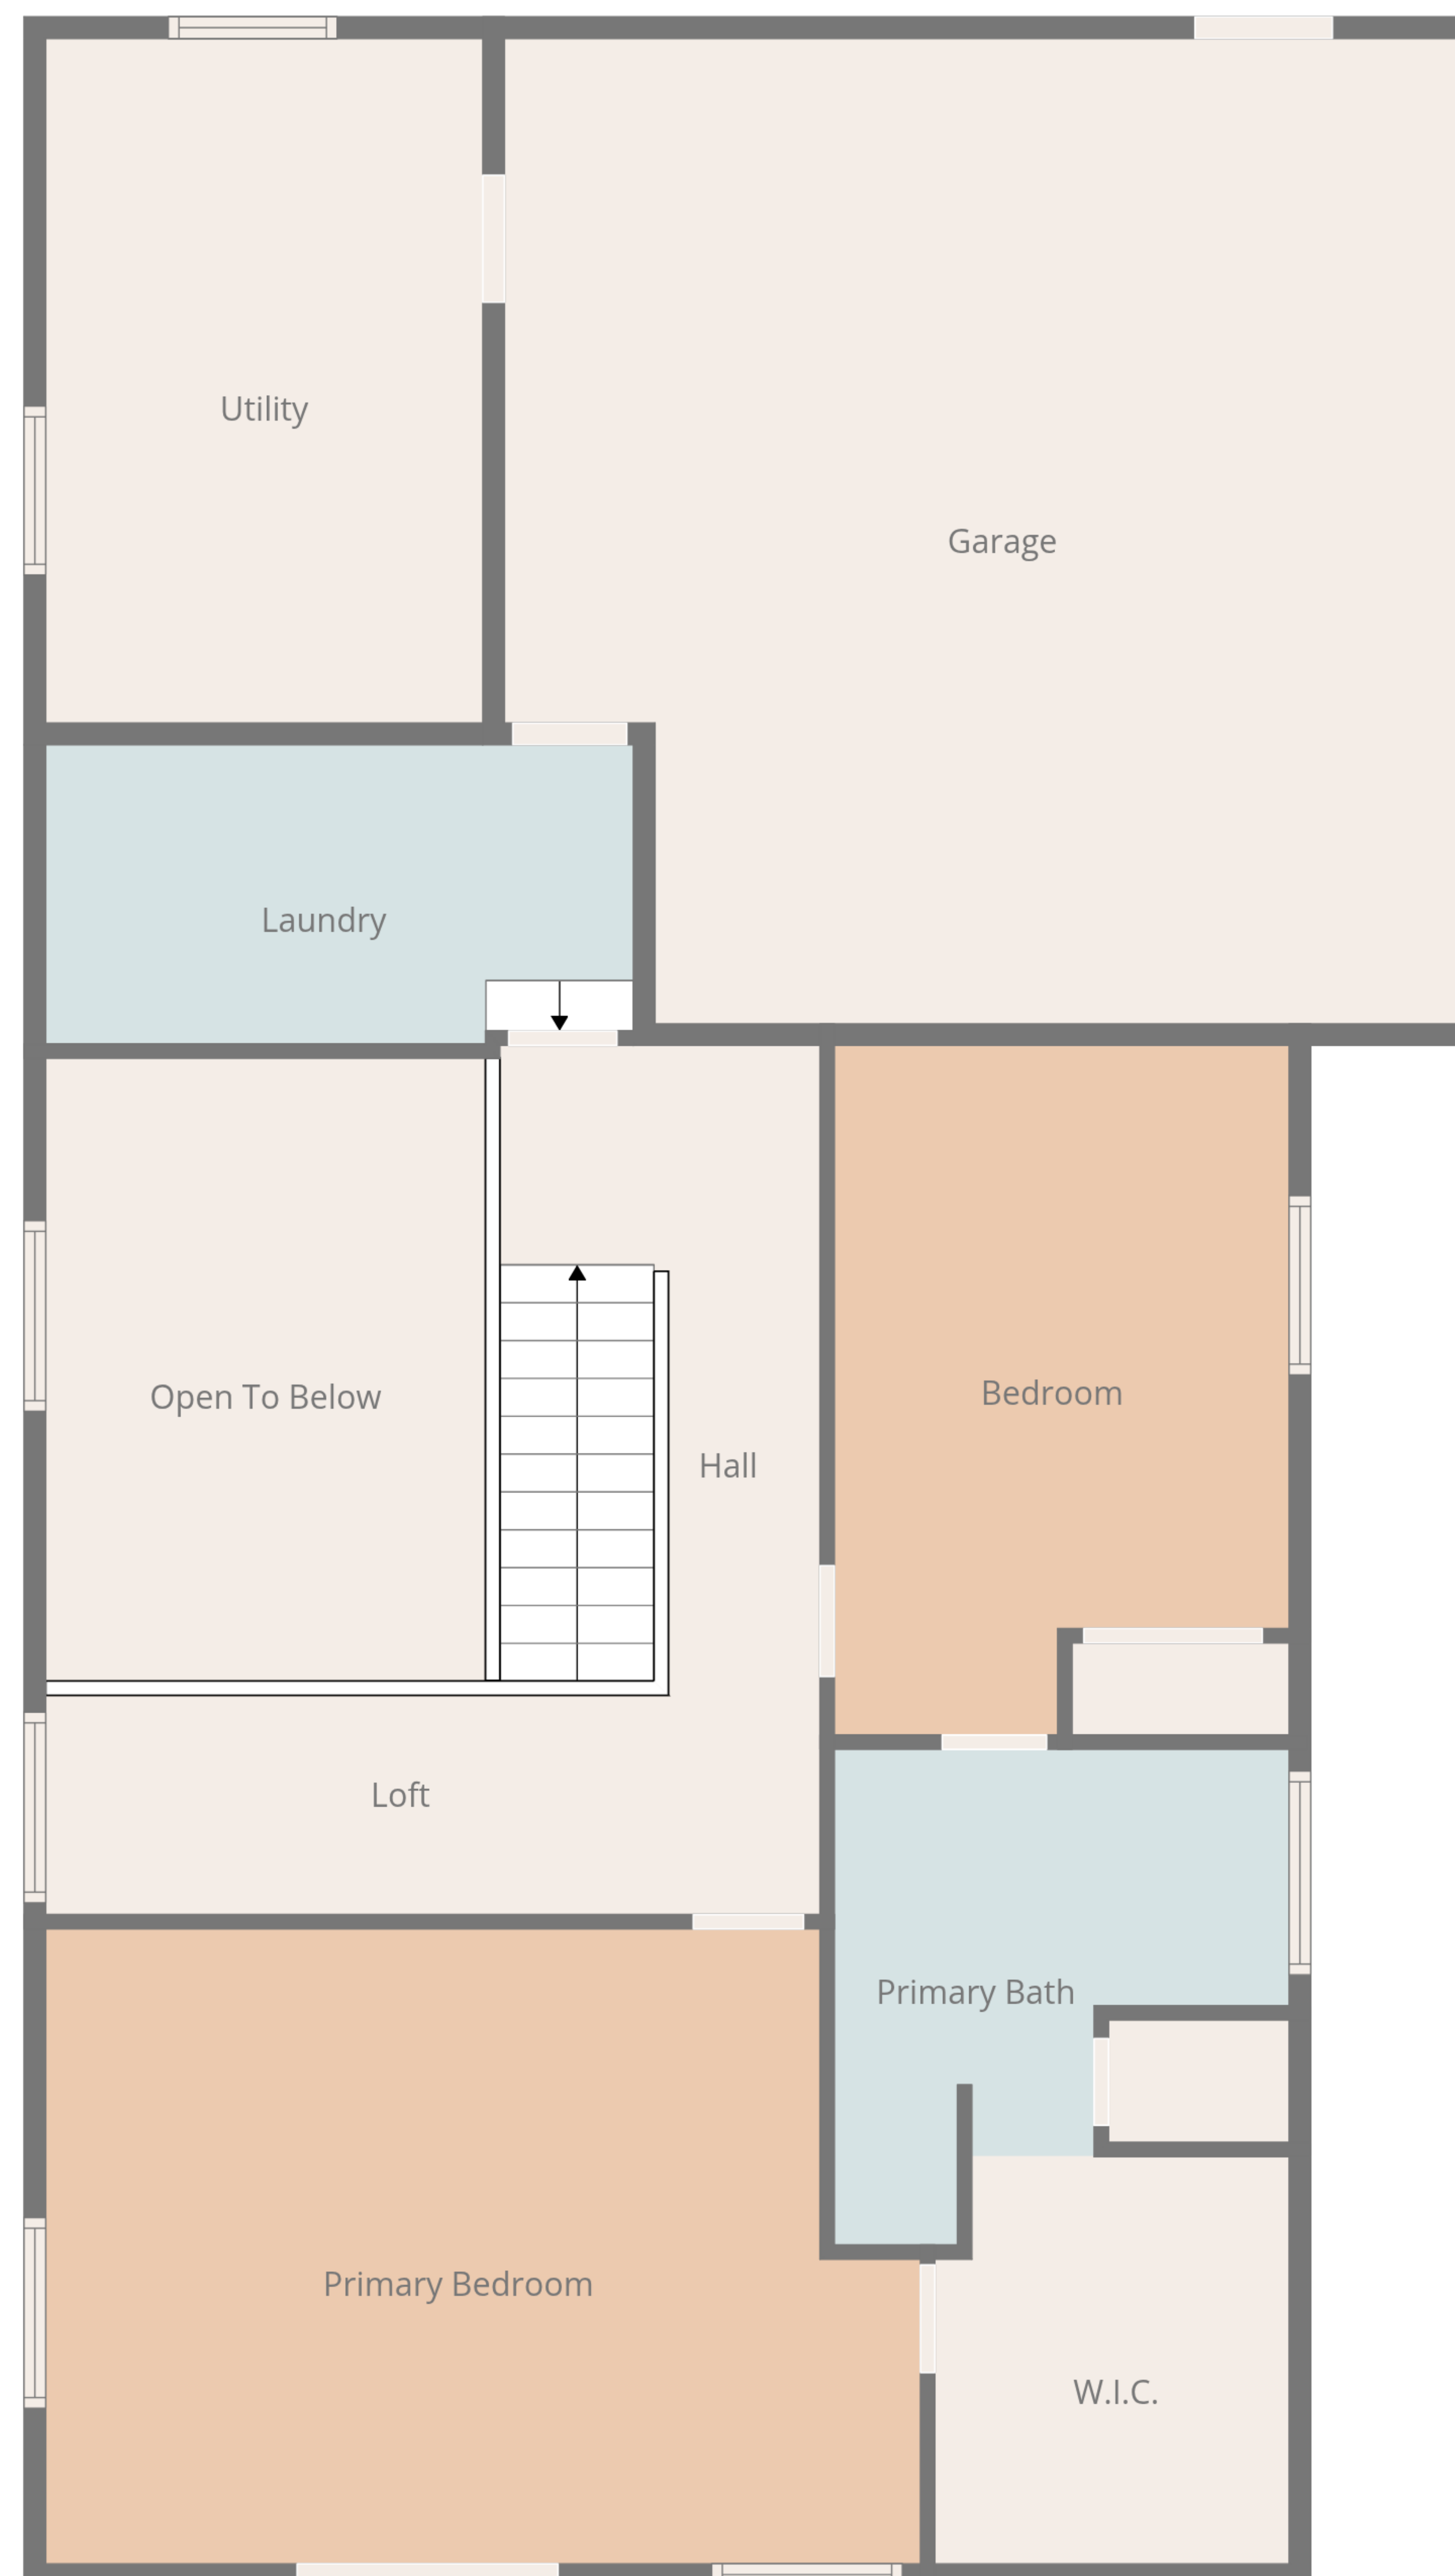 Utility
Garage
Laundry
Open To Below
Bedroom
Hall
Loft
Primary Bath
Primary Bedroom
W.I.C.